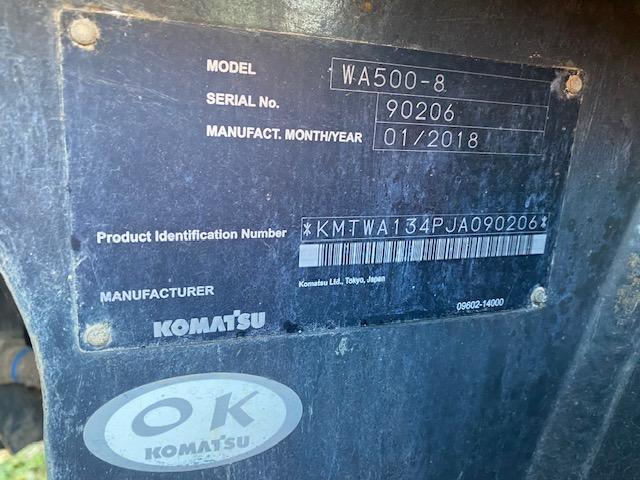 MODEL WA500-8
SERIAL No. 90206
MANUFACT. MONTH/YEAR 01/2018
Product Identification Number *KMTWA134PJA090206*
Komatsu Ltd., Tokyo, Japan
MANUFACTURER
09602-14000
KOMATSU
OK
KOMATSU